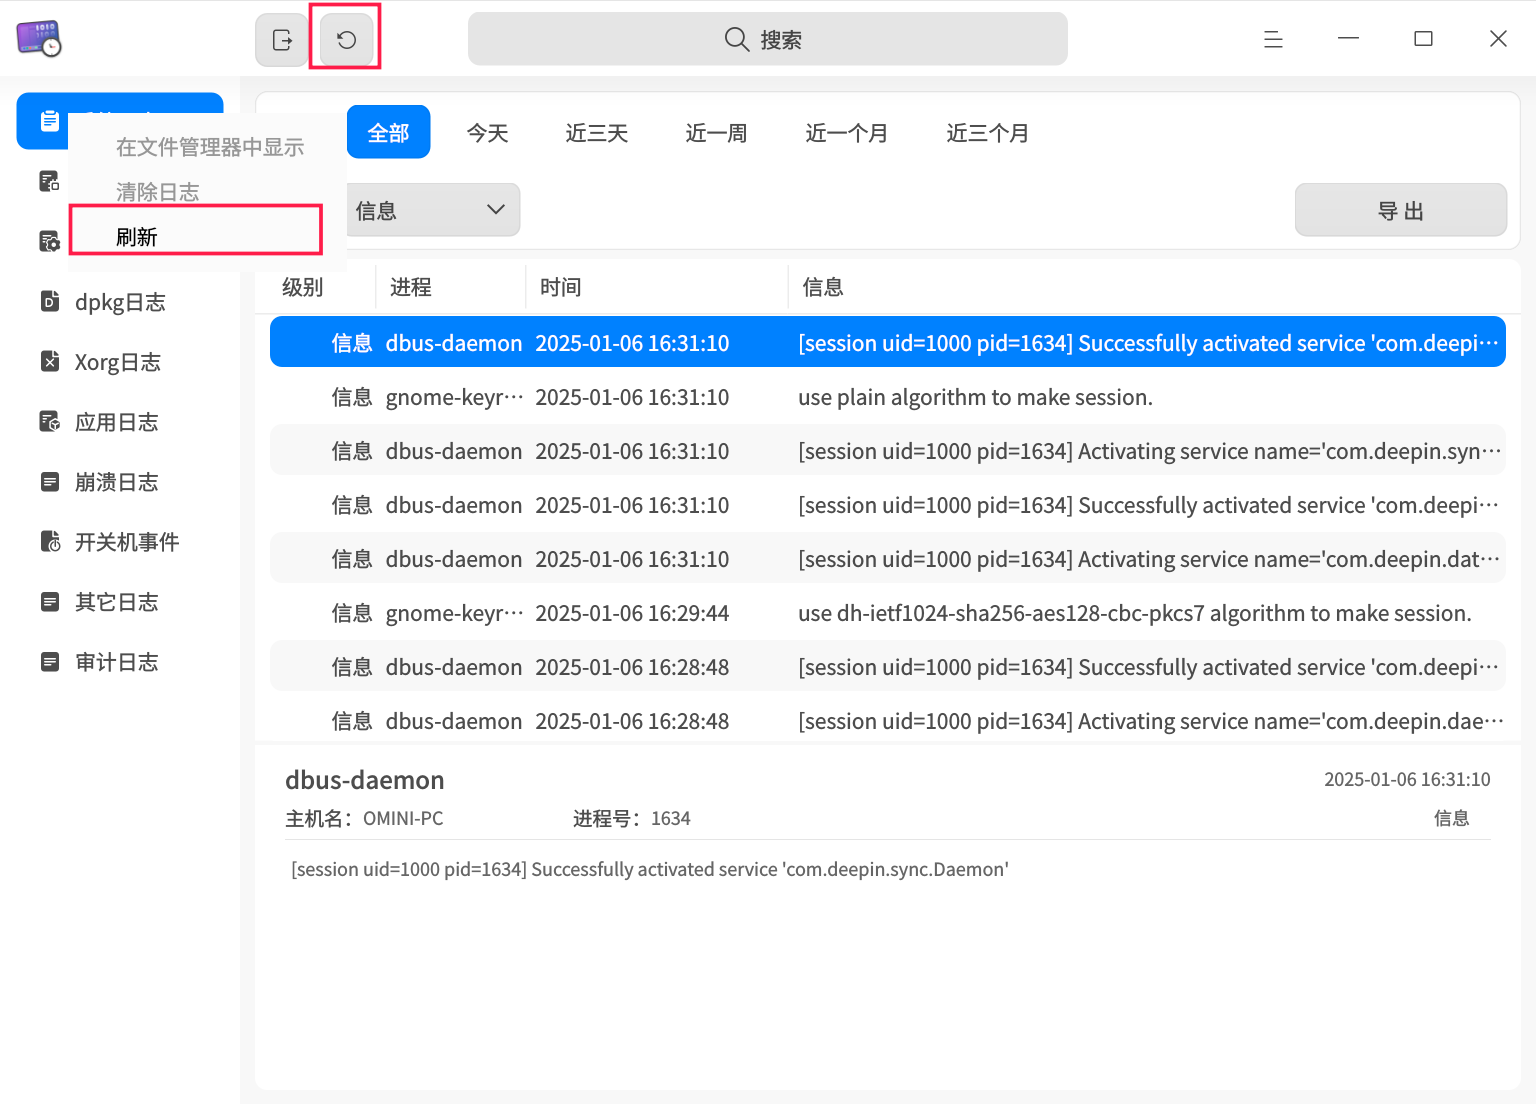 搜索
在文件管理器中显示
清除日志
刷新
dpkg日志
Xorg日志
应用日志
崩溃日志
开关机事件
其它日志
审计日志
全部 今天 近三天 近一周 近一个月 近三个月
信息 导 出
级别 进程 时间 信息
信息 dbus-daemon 2025-01-06 16:31:10 [session uid=1000 pid=1634] Successfully activated service 'com.deepi···
信息 gnome-keyr··· 2025-01-06 16:31:10 use plain algorithm to make session.
信息 dbus-daemon 2025-01-06 16:31:10 [session uid=1000 pid=1634] Activating service name='com.deepin.syn···
信息 dbus-daemon 2025-01-06 16:31:10 [session uid=1000 pid=1634] Successfully activated service 'com.deepi···
信息 dbus-daemon 2025-01-06 16:31:10 [session uid=1000 pid=1634] Activating service name='com.deepin.dat···
信息 gnome-keyr··· 2025-01-06 16:29:44 use dh-ietf1024-sha256-aes128-cbc-pkcs7 algorithm to make session.
信息 dbus-daemon 2025-01-06 16:28:48 [session uid=1000 pid=1634] Successfully activated service 'com.deepi···
信息 dbus-daemon 2025-01-06 16:28:48 [session uid=1000 pid=1634] Activating service name='com.deepin.dae···
dbus-daemon 2025-01-06 16:31:10
主机名： OMINI-PC 进程号： 1634 信息
[session uid=1000 pid=1634] Successfully activated service 'com.deepin.sync.Daemon'